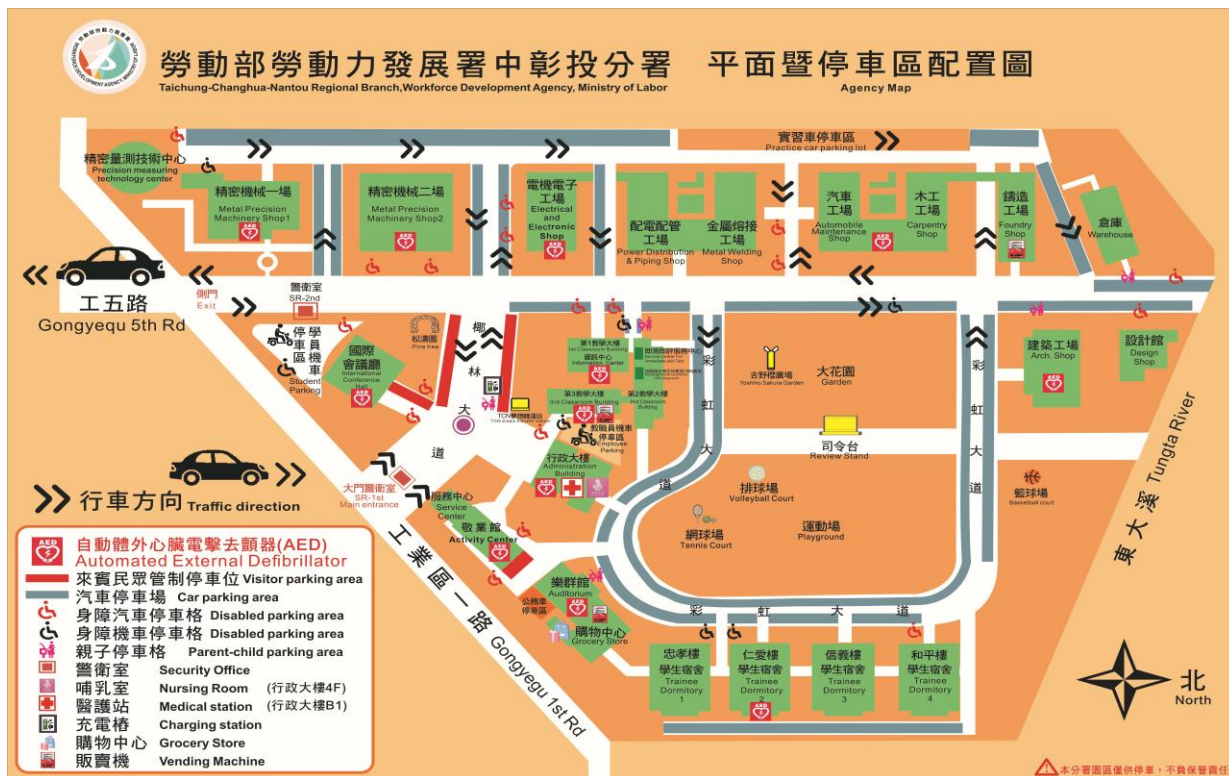 勞動部勞動力發展署中彰投分署 平面暨停車區配置圖
Taichung-Changhua-Nantou Regional Branch,Workforce Development Agency, Ministry of Labor
Agency Map
實習車停車區
Practice car parking lot
精密量測技術中心
Precision measuring
technology center
精密機械一場
Metal Precision
Machinery Shop1
AED
精密機械二場
Metal Precision
Machinery Shop2
AED
電機電子
工場
Electrical and
Electronic
Shop
AED
配電配管
工場
Power Distribution
& Piping Shop
金屬熔接
工場
Metal Welding
Shop
汽車
工場
Automobile
Maintenance
Shop
AED
木工
工場
Carpentry
Shop
鑄造
工場
Foundry
Shop
倉庫
Warehouse
工五路
Gongyequ 5th Rd
側門
Exit
警衛室
SR-2nd
學員機車
停車區
Student
Parking
國際
會議廳
International
Conference
Hall
AED
松濤園
Pine tree
椰林大道
第1教學大樓
1st Classroom Building
資訊中心
Information Center
AED
第3教學大樓
3rd Classroom Building
AED
第2教學大樓
2nd Classroom
Building
教職員機車
停車區
Employee
Parking
行政大樓
Administration
Building
AED
彩虹大道
吉野櫻廣場
Yoshino Sakura Garden
大花園
Garden
司令台
Review Stand
排球場
Volleyball Court
網球場
Tennis Court
運動場
Playground
彩虹大道
建築工場
Arch. Shop
AED
設計館
Design
Shop
籃球場
Basketball court
東大溪 Tungta River
大門警衛室
SR-1st
Main entrance
服務中心
Service
Center
敬業館
Activity Center
AED
樂群館
Auditorium
AED
公務車
停車區
購物中心
Grocery Store
彩虹大道
工業區一路 Gongyequ 1st Rd
忠孝樓
學生宿舍
Trainee
Dormitory
1
仁愛樓
學生宿舍
Trainee
Dormitory
2
AED
信義樓
學生宿舍
Trainee
Dormitory
3
和平樓
學生宿舍
Trainee
Dormitory
4
北
North
行車方向 Traffic direction
AED
自動體外心臟電擊去顫器(AED)
Automated External Defibrillator
來賓民眾管制停車位 Visitor parking area
汽車停車場 Car parking area
身障汽車停車格 Disabled parking area
身障機車停車格 Disabled parking area
親子停車格 Parent-child parking area
警衛室 Security Office
哺乳室 Nursing Room (行政大樓4F)
醫護站 Medical station (行政大樓B1)
充電樁 Charging station
購物中心 Grocery Store
販賣機 Vending Machine
本分署園區僅供停車，不負保管責任